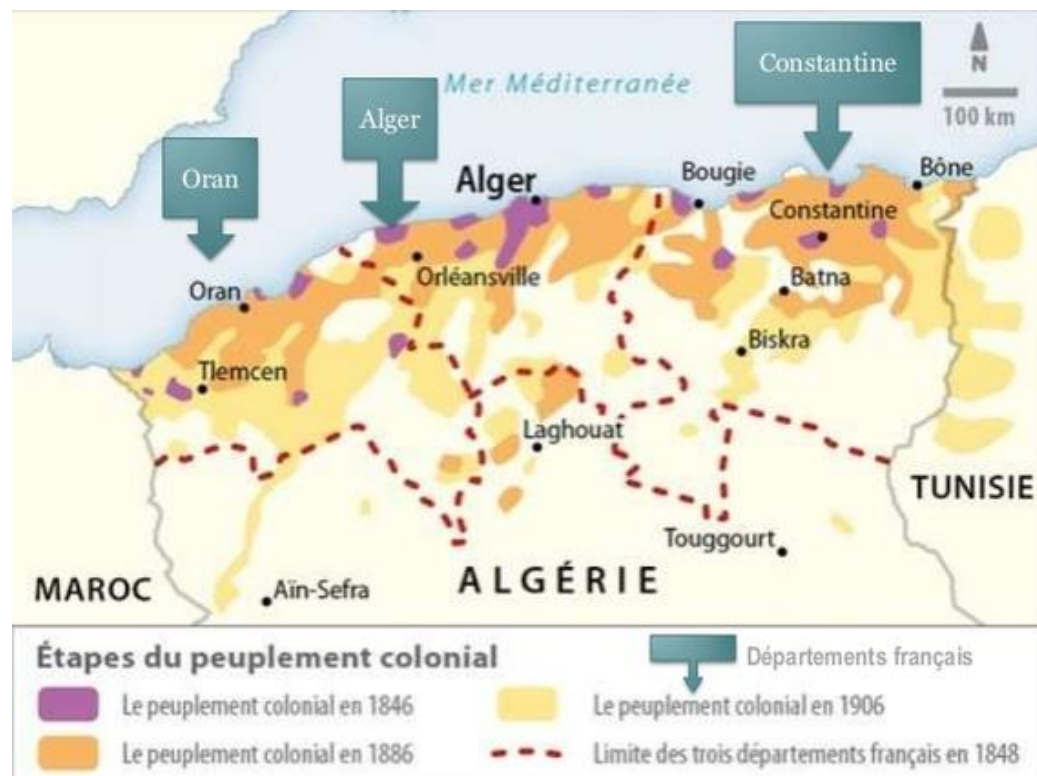 Constantine
N
Mer Méditerranée
Alger
100 km
Oran
Alger
Bougie
Bône
Constantine
Oran
Orléansville
Batna
Biskra
Tlemcen
Laghouat
TUNISIE
Touggourt
MAROC
Aïn-Sefra
ALGÉRIE
Étapes du peuplement colonial
Départements français
Le peuplement colonial en 1846
Le peuplement colonial en 1906
Le peuplement colonial en 1886
Limite des trois départements français en 1848